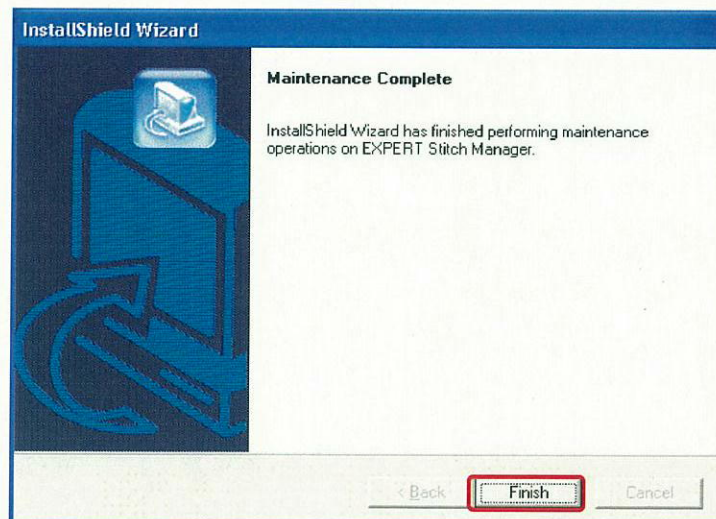 InstallShield Wizard
Maintenance Complete
InstallShield Wizard has finished performing maintenance
operations on EXPERT Stitch Manager.
< Back
Finish
Cancel